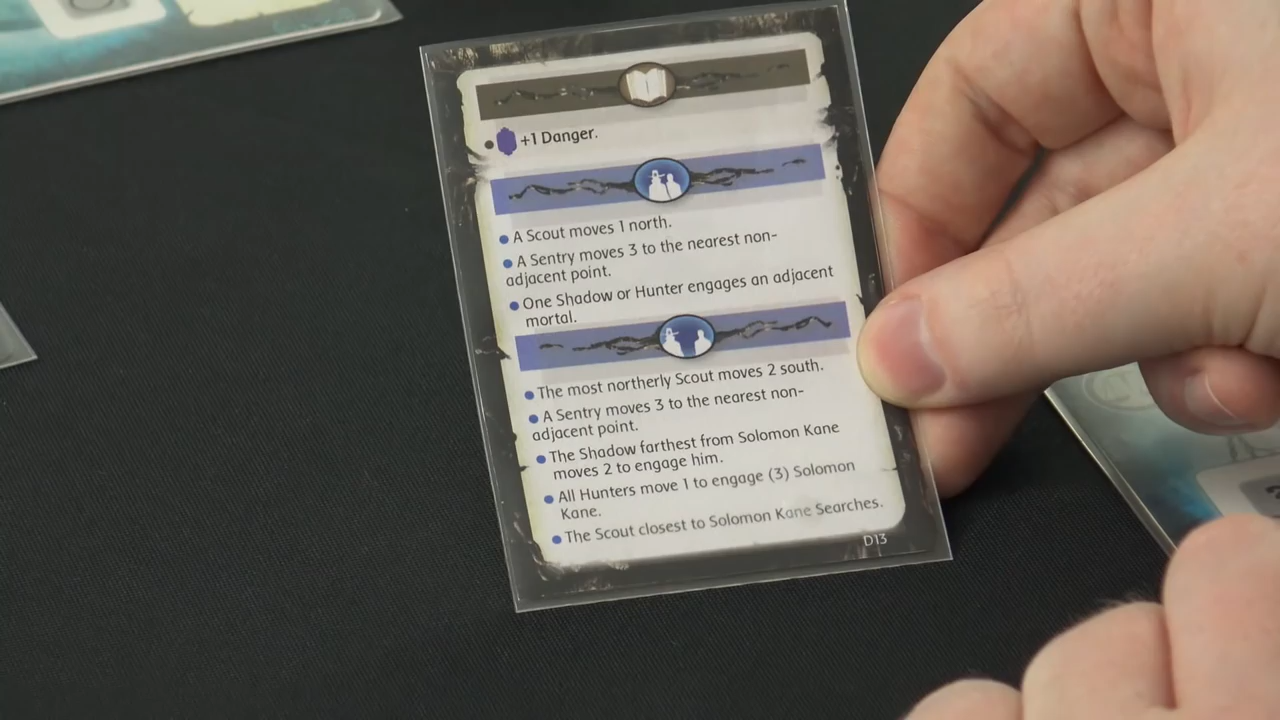 +1 Danger.
A Scout moves 1 north.
A Sentry moves 3 to the nearest non-
adjacent point.
One Shadow or Hunter engages an adjacent
mortal.
The most northerly Scout moves 2 south.
A Sentry moves 3 to the nearest non-
adjacent point.
The Shadow farthest from Solomon Kane
moves 2 to engage him.
All Hunters move 1 to engage (3) Solomon
Kane.
The Scout closest to Solomon Kane Searches.
D13